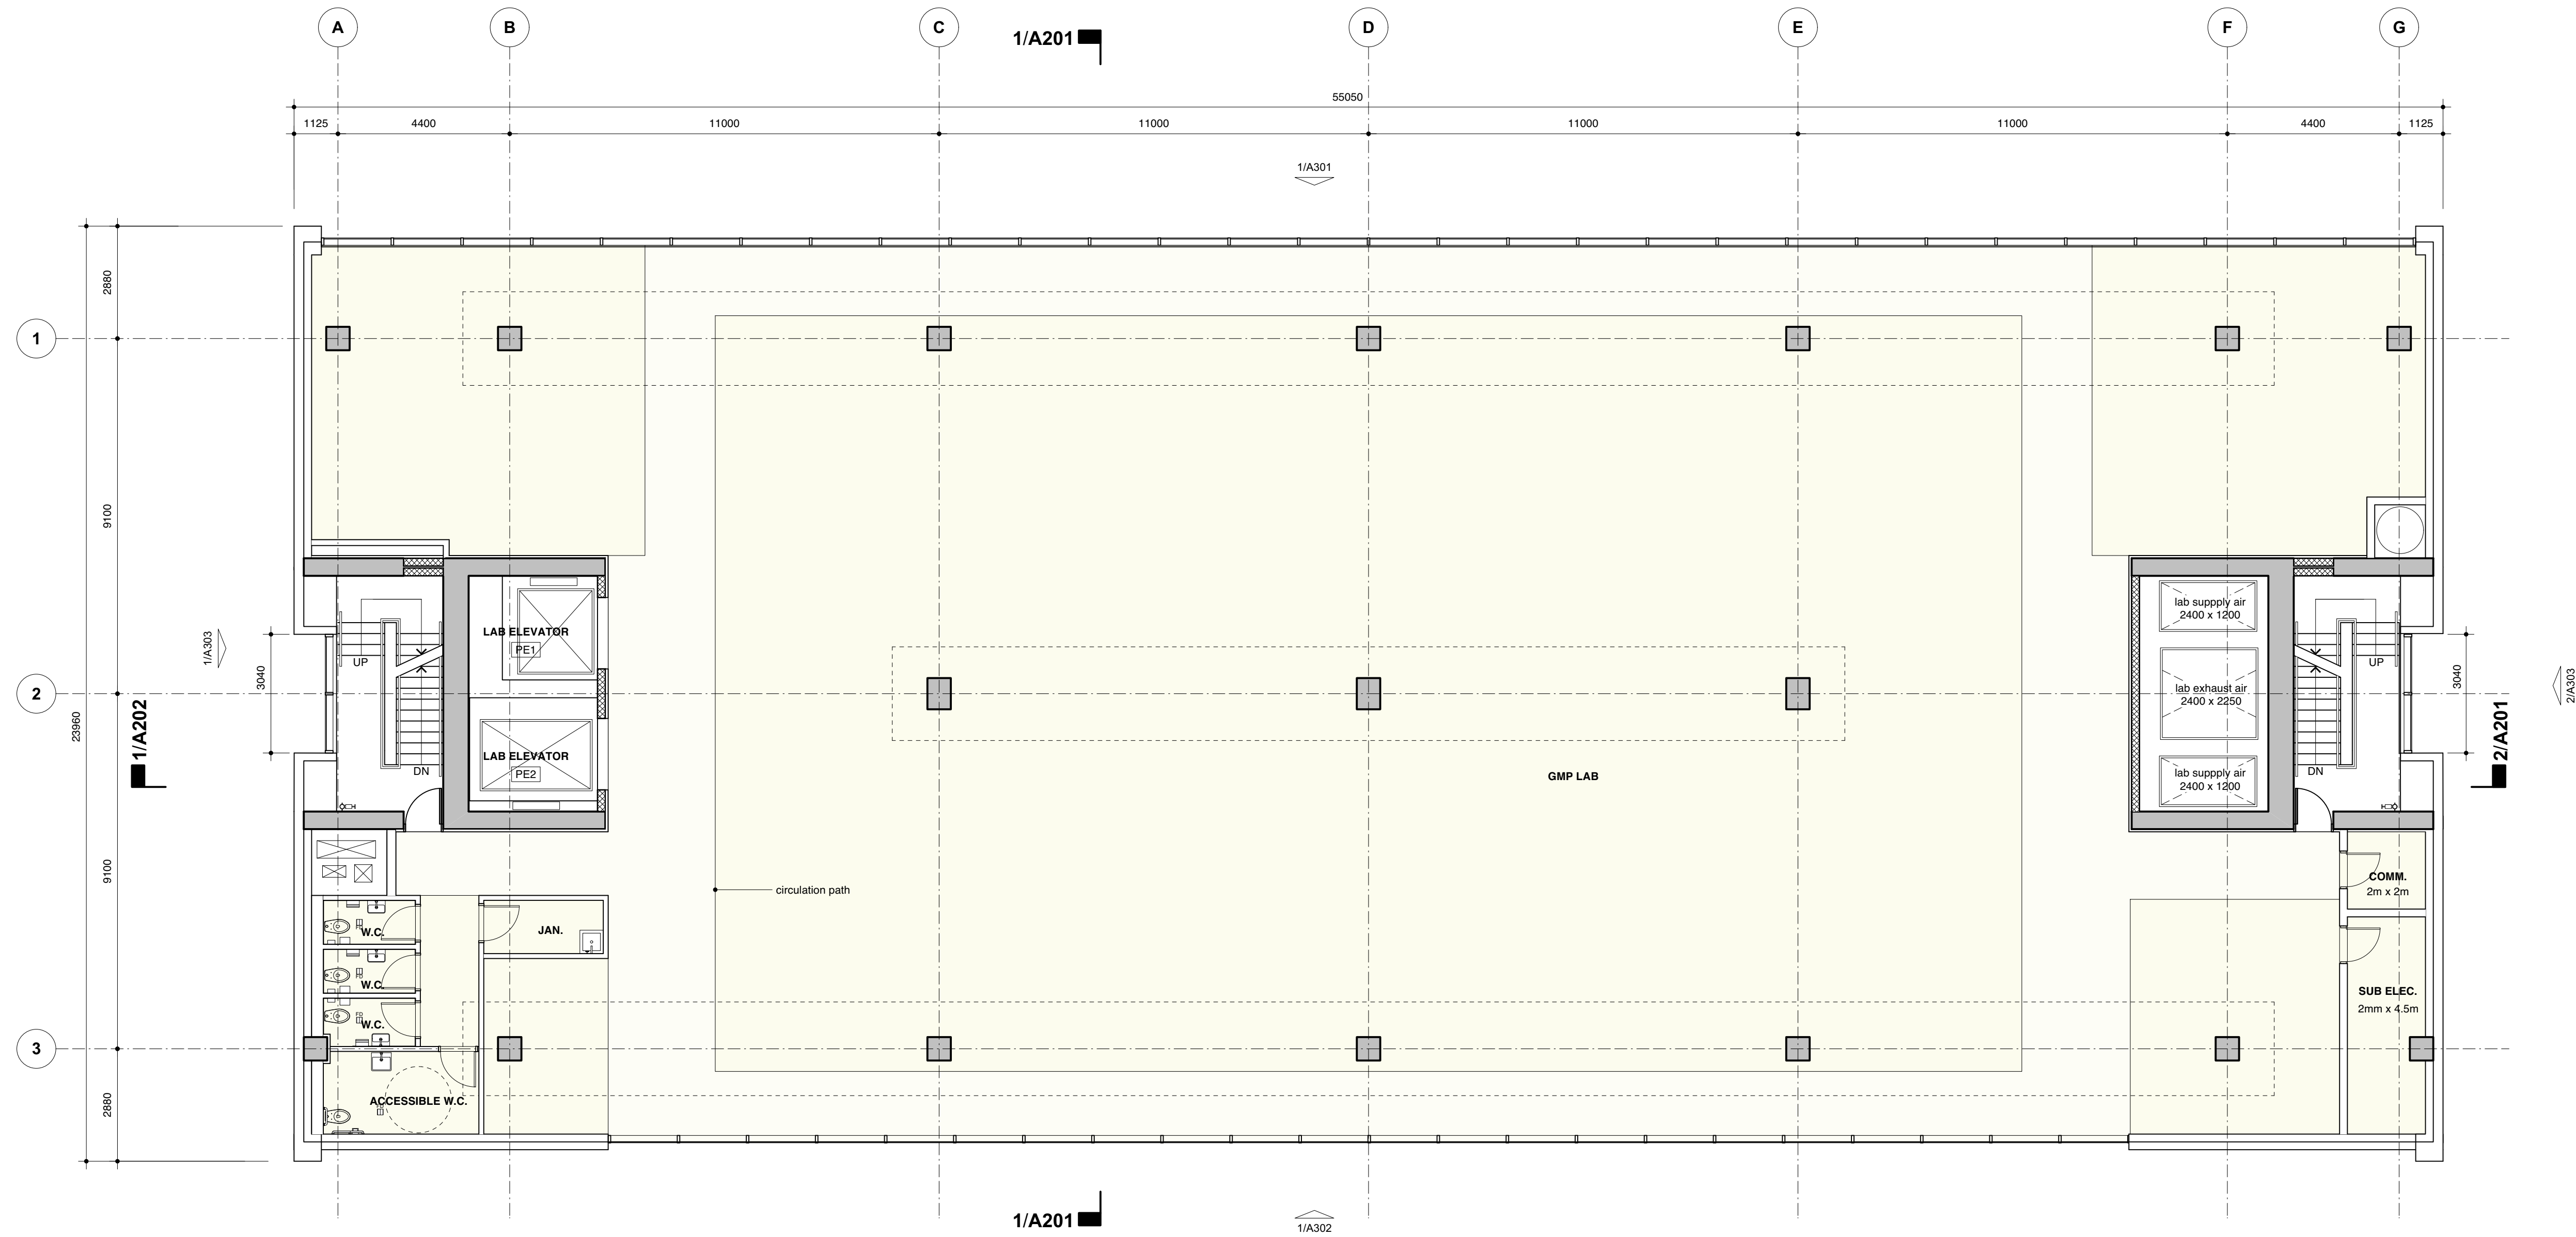 A B C D E F G
1/A201
55050
1125 4400 11000 11000 11000 11000 4400 1125
1/A301
2880
1
9100
lab suppply air
2400 x 1200
LAB ELEVATOR
1/A303
PE1
UP
UP
3040
3040
2/A303
2
lab exhaust air
2400 x 2250
23960
1/A202
2/A201
LAB ELEVATOR
PE2
DN
DN
lab suppply air
2400 x 1200
GMP LAB
9100
COMM.
2m x 2m
circulation path
W.C.
JAN.
W.C.
SUB ELEC.
2mm x 4.5m
W.C.
3
2880
ACCESSIBLE W.C.
1/A201
1/A302